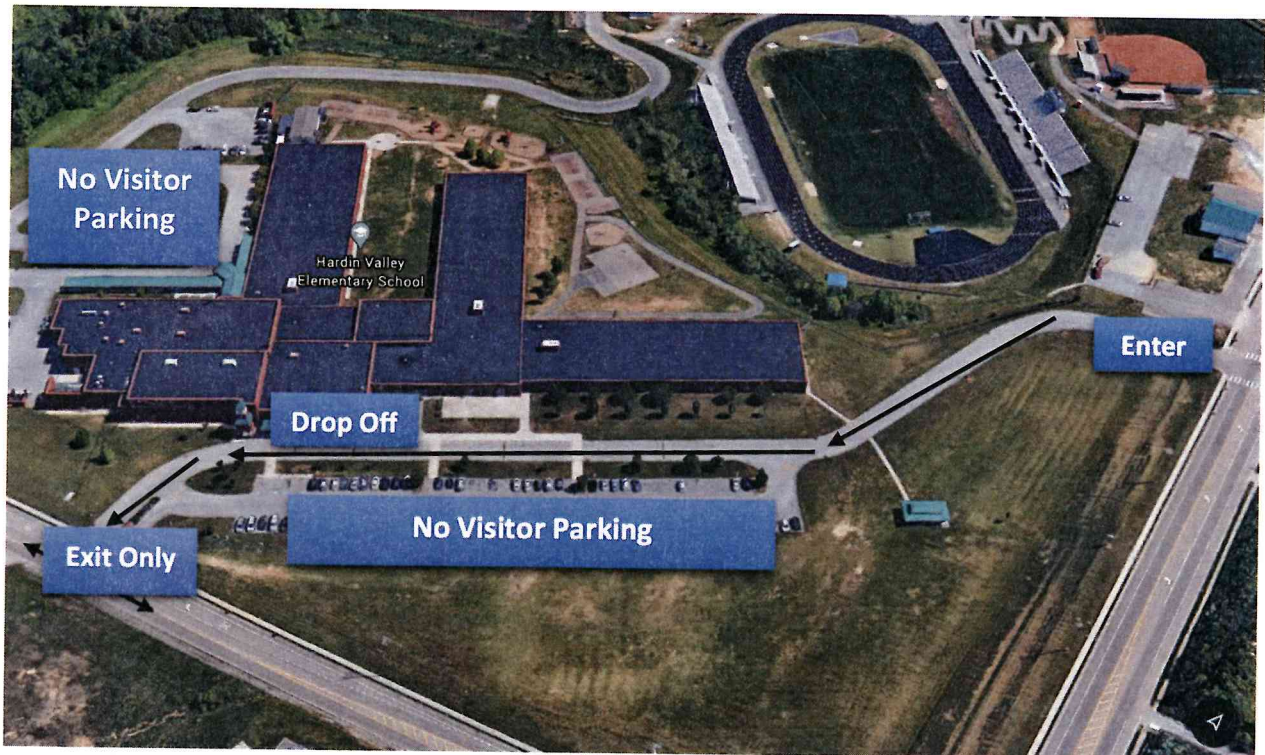 No Visitor
Parking
Hardin Valley
Elementary School
Enter
Drop Off
No Visitor Parking
Exit Only